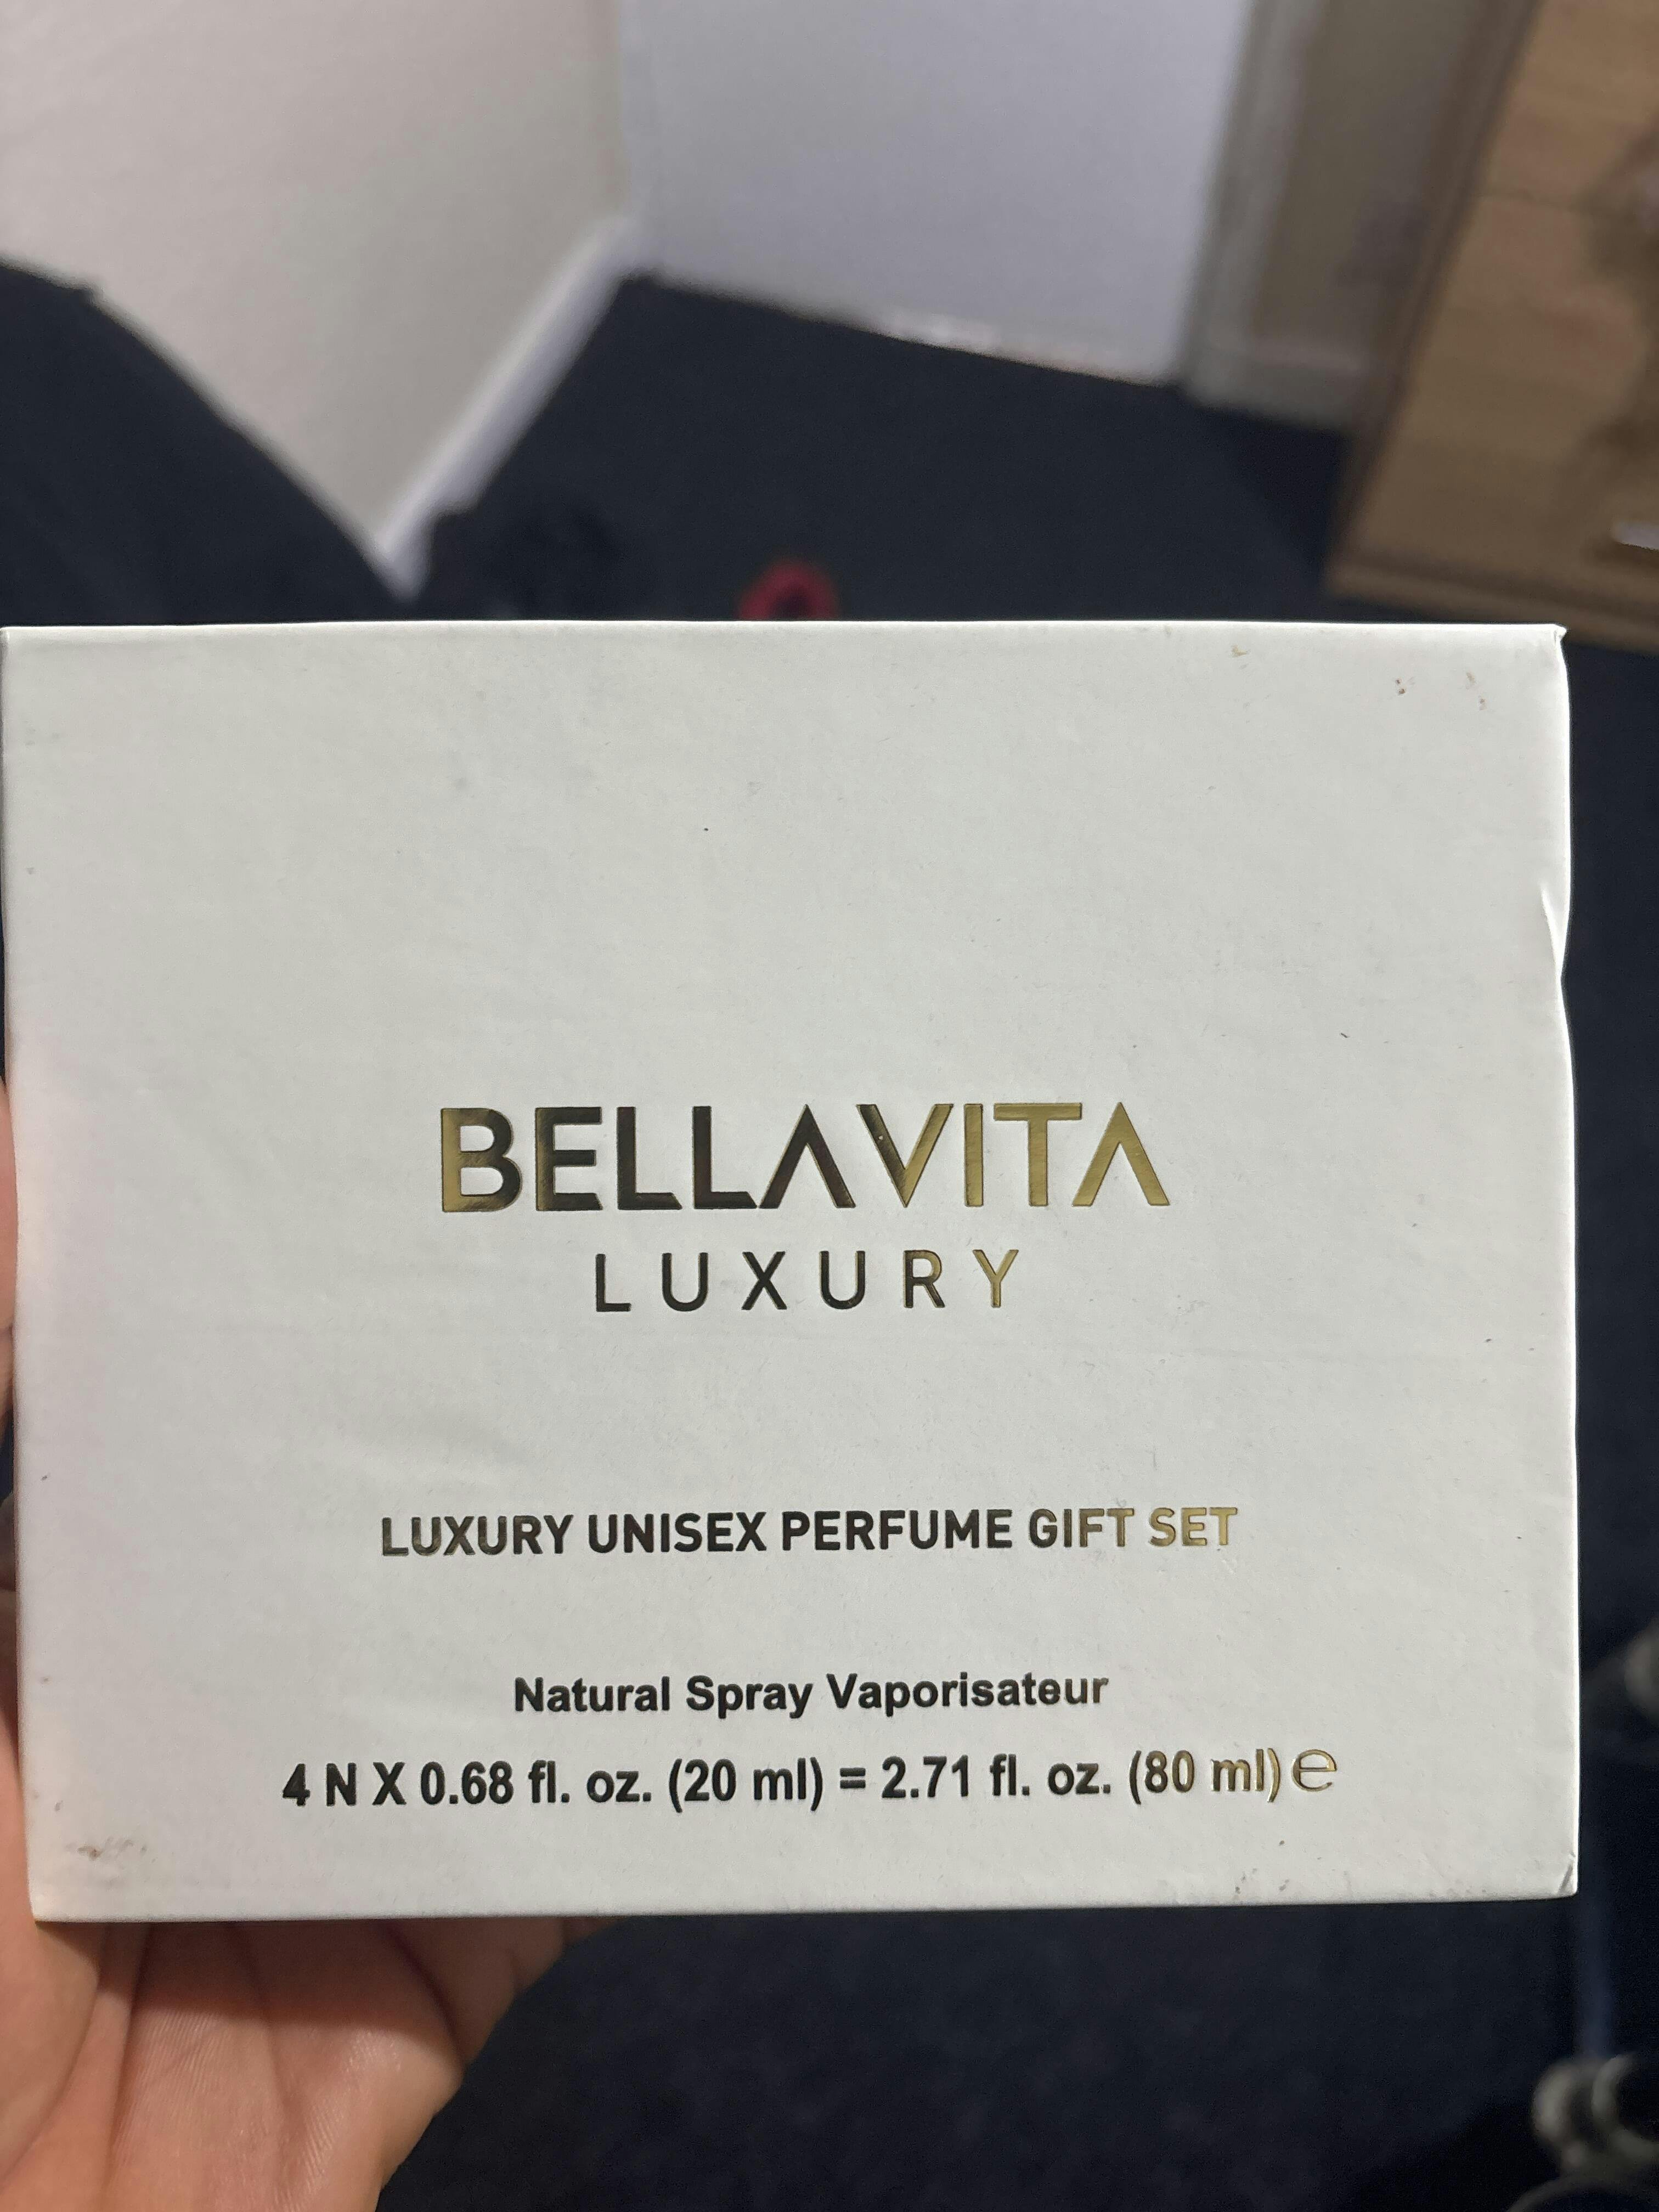 BELLAVITA
LUXURY
LUXURY UNISEX PERFUME GIFT SET
Natural Spray Vaporisateur
4 N X 0.68 fl. oz. (20 ml) = 2.71 fl. oz. (80 ml) ℮